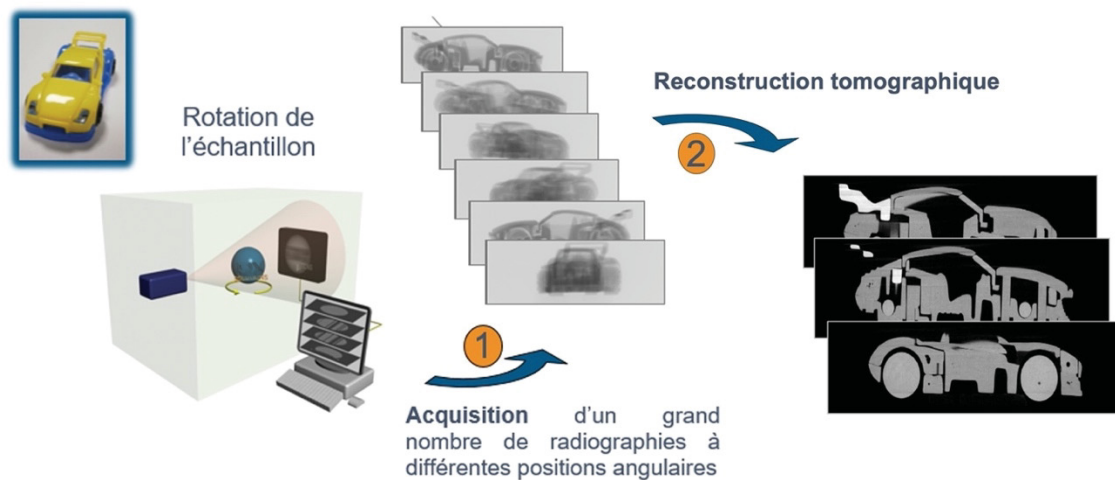 Rotation de
l'échantillon
Reconstruction tomographique
2
1
Acquisition d'un grand
nombre de radiographies à
différentes positions angulaires